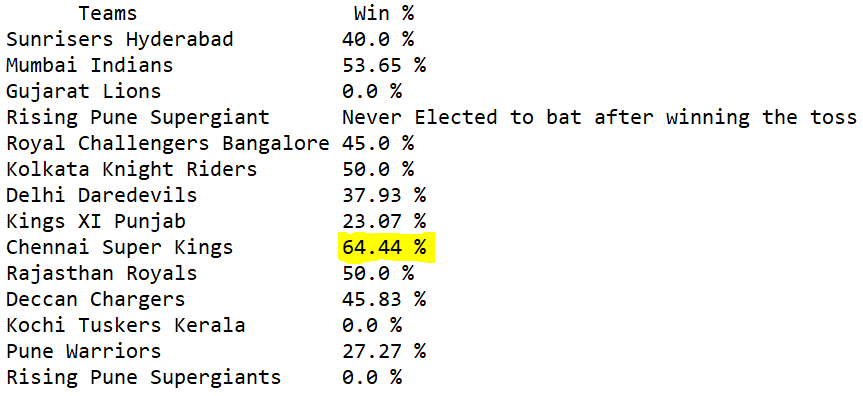 Teams Win %
Sunrisers Hyderabad 40.0 %
Mumbai Indians 53.65 %
Gujarat Lions 0.0 %
Rising Pune Supergiant Never Elected to bat after winning the toss
Royal Challengers Bangalore 45.0 %
Kolkata Knight Riders 50.0 %
Delhi Daredevils 37.93 %
Kings XI Punjab 23.07 %
Chennai Super Kings 64.44 %
Rajasthan Royals 50.0 %
Deccan Chargers 45.83 %
Kochi Tuskers Kerala 0.0 %
Pune Warriors 27.27 %
Rising Pune Supergiants 0.0 %